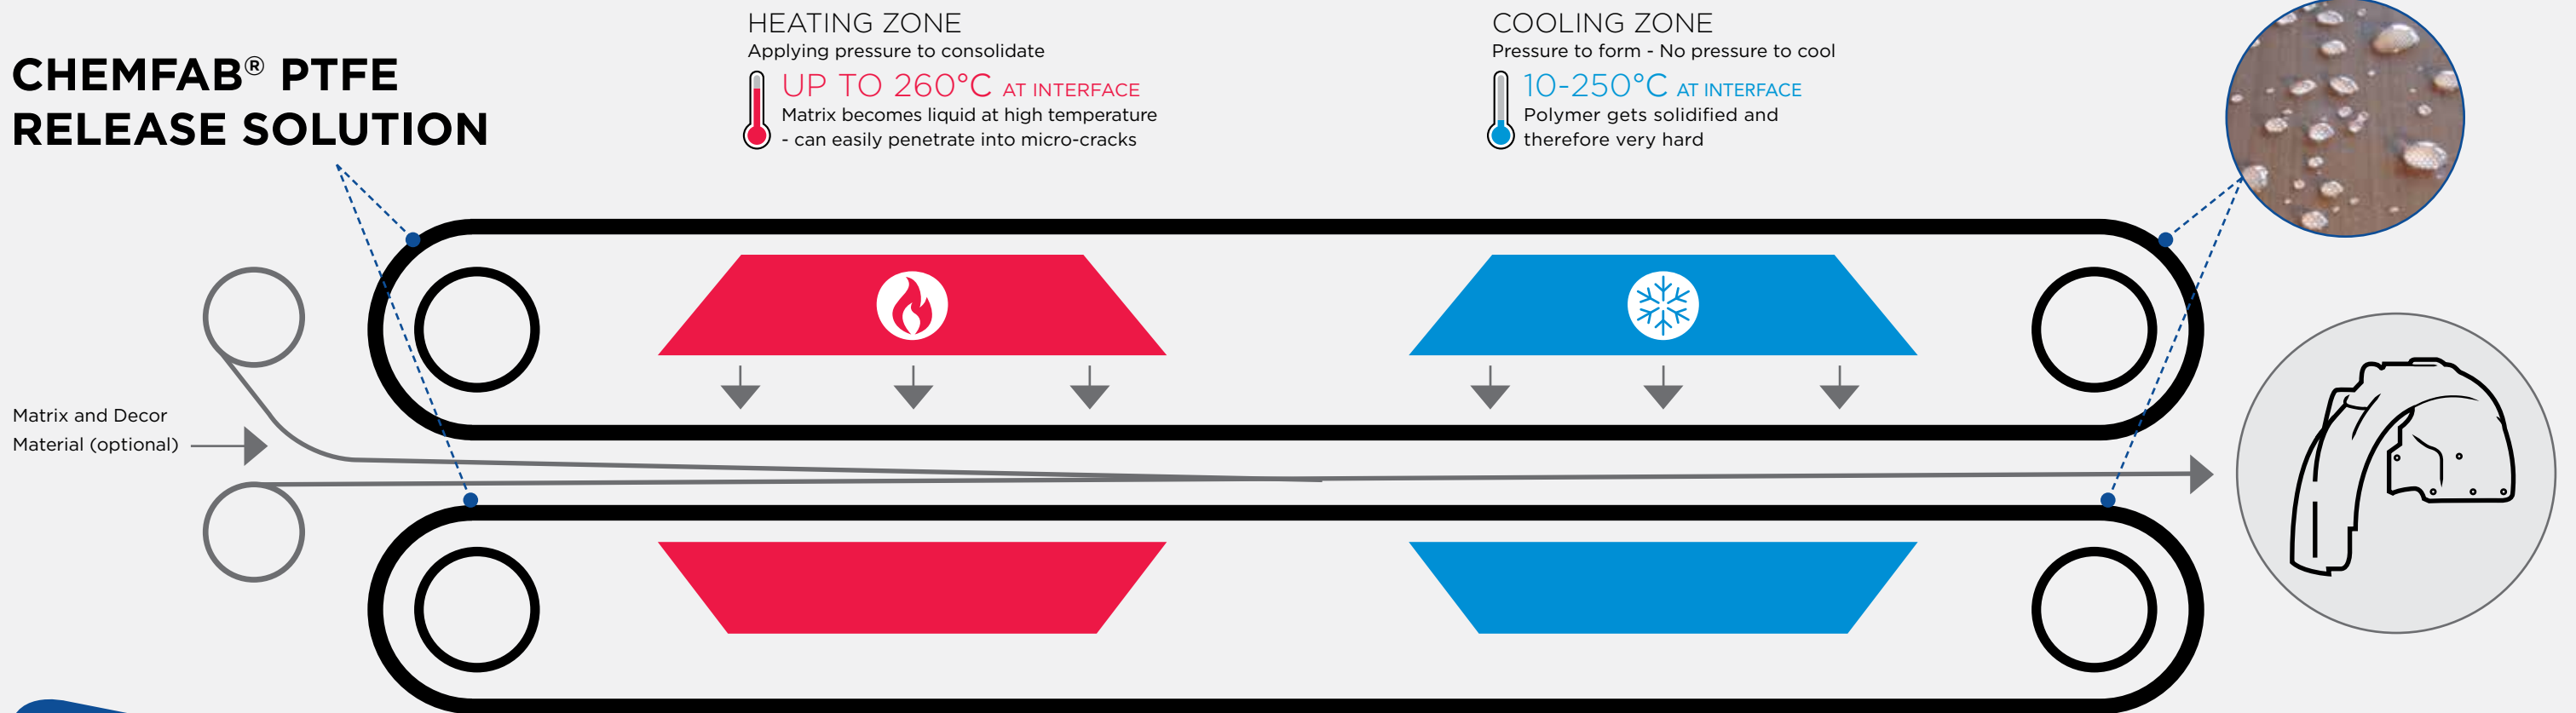 CHEMFAB® PTFE
RELEASE SOLUTION
HEATING ZONE
Applying pressure to consolidate
UP TO 260°C AT INTERFACE
Matrix becomes liquid at high temperature
- can easily penetrate into micro-cracks
COOLING ZONE
Pressure to form - No pressure to cool
10-250°C AT INTERFACE
Polymer gets solidified and
therefore very hard
Matrix and Decor
Material (optional)